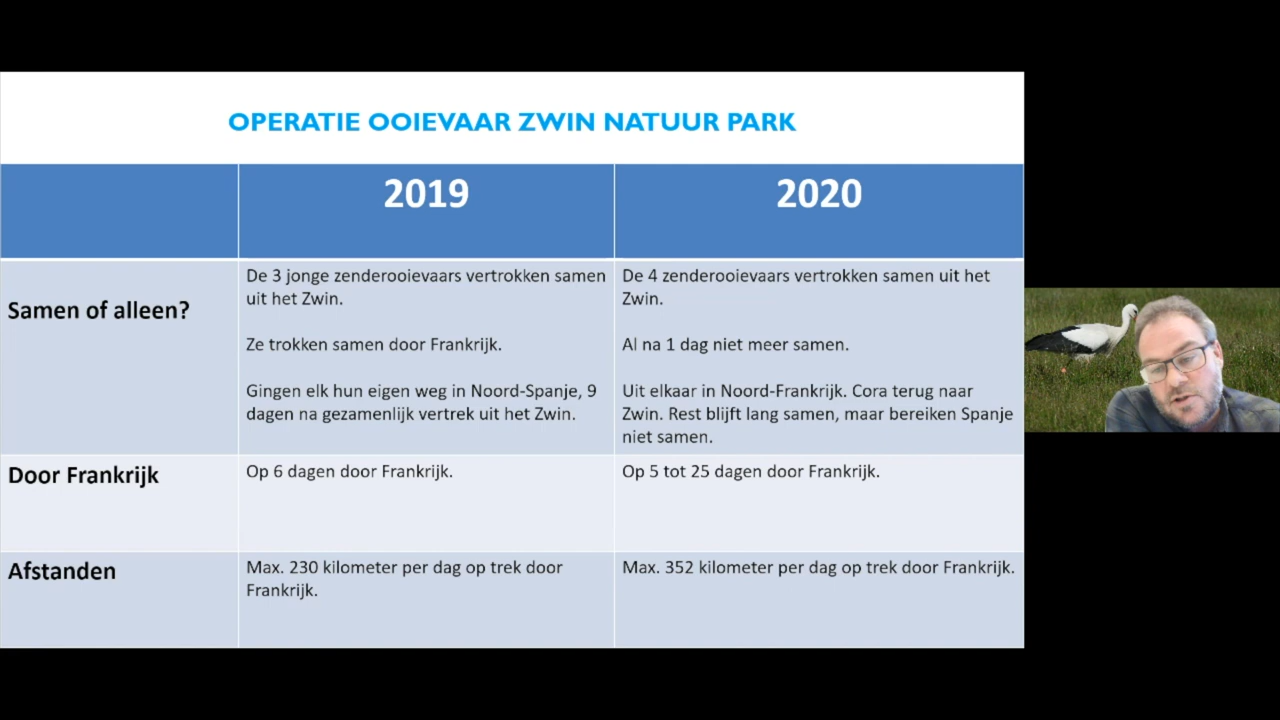 OPERATIE OOIEVAAR ZWIN NATUUR PARK
2019
2020
Samen of alleen?
De 3 jonge zenderooievaars vertrokken samen
uit het Zwin.
Ze trokken samen door Frankrijk.
Gingen elk hun eigen weg in Noord-Spanje, 9
dagen na gezamenlijk vertrek uit het Zwin.
De 4 zenderooievaars vertrokken samen uit het
Zwin.
Al na 1 dag niet meer samen.
Uit elkaar in Noord-Frankrijk. Cora terug naar
Zwin. Rest blijft lang samen, maar bereiken Spanje
niet samen.
Door Frankrijk
Op 6 dagen door Frankrijk.
Op 5 tot 25 dagen door Frankrijk.
Afstanden
Max. 230 kilometer per dag op trek door
Frankrijk.
Max. 352 kilometer per dag op trek door Frankrijk.